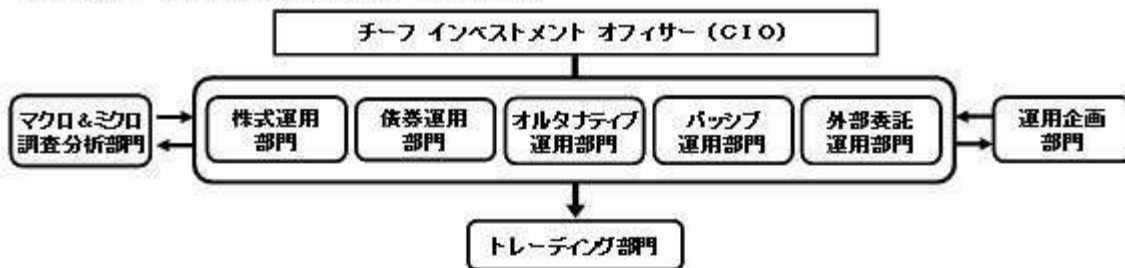 チーフ インベストメント オフィサー (CIO)
マクロ&ミクロ
調査分析部門
株式運用
部門
債券運用
部門
オルタナティブ
運用部門
パッシブ
運用部門
外部委託
運用部門
運用企画
部門
トレーディング部門